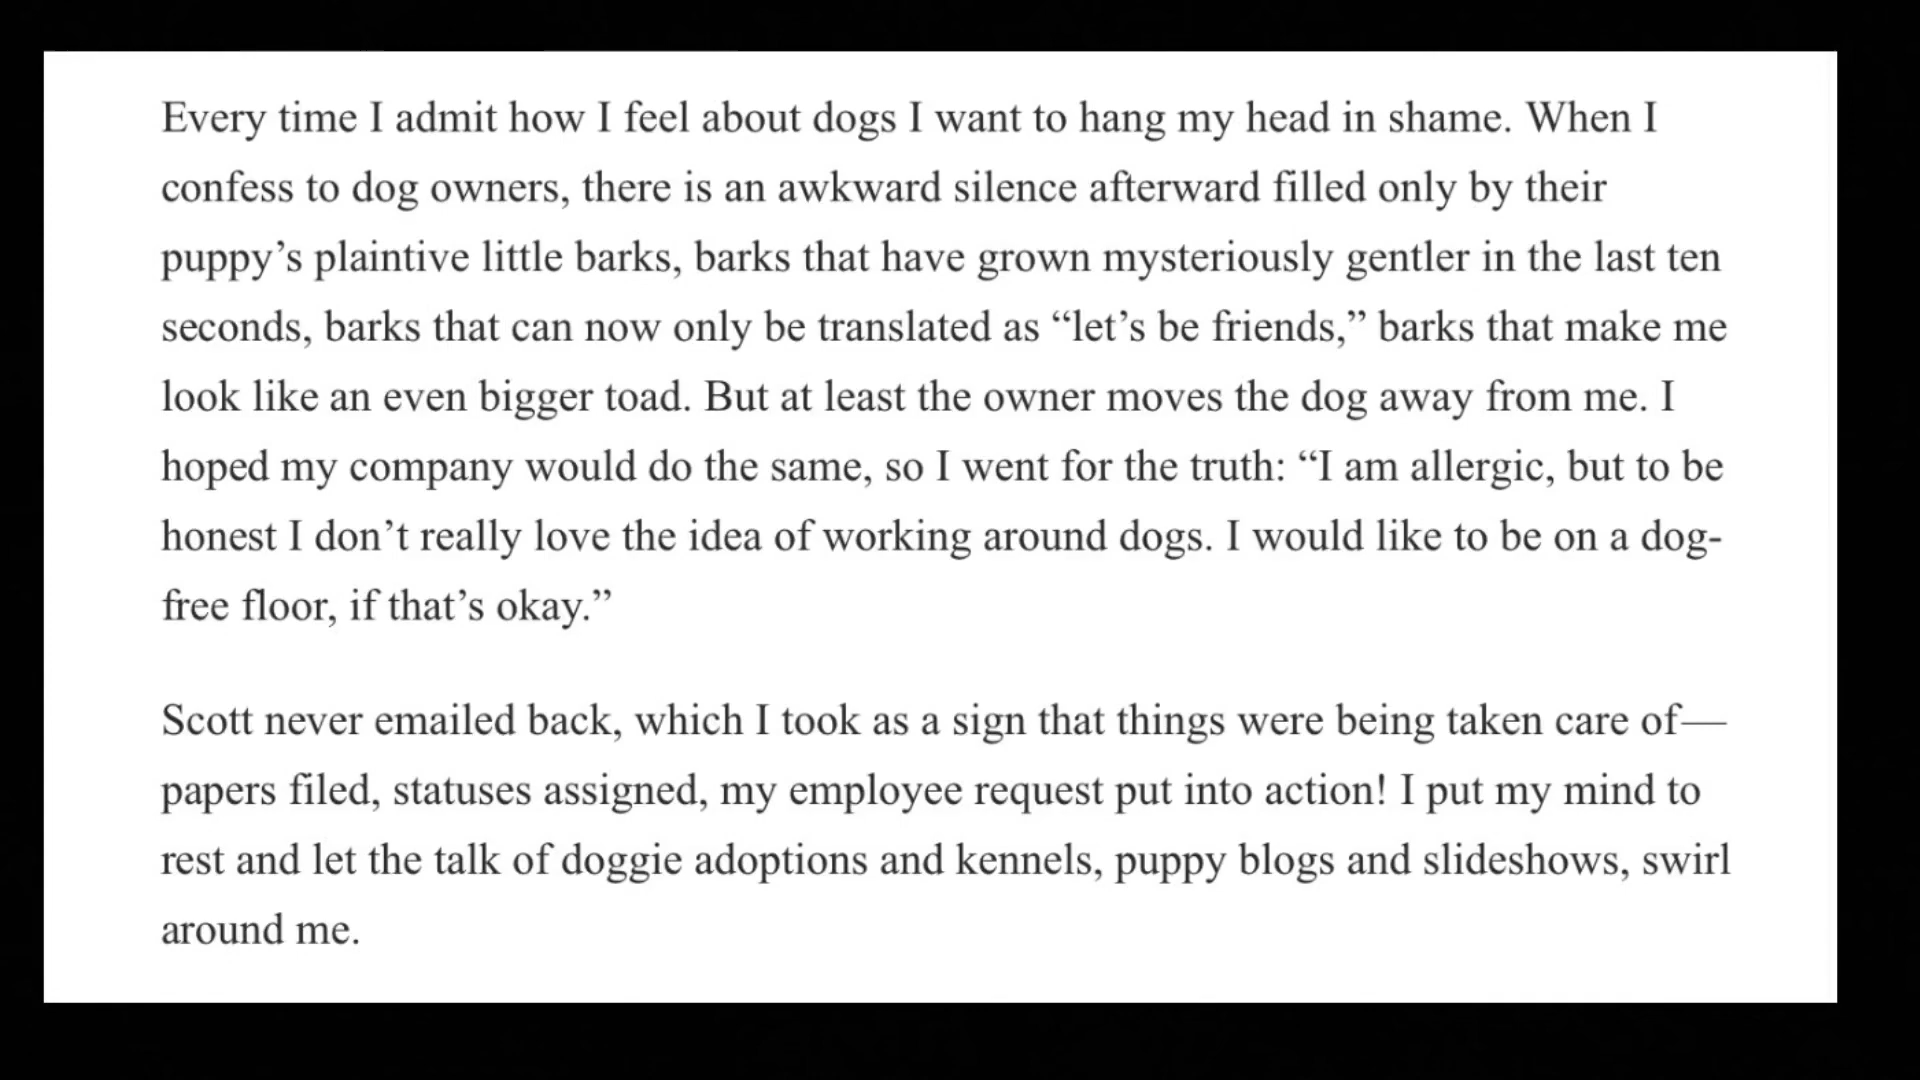 Every time I admit how I feel about dogs I want to hang my head in shame. When I
confess to dog owners, there is an awkward silence afterward filled only by their
puppy’s plaintive little barks, barks that have grown mysteriously gentler in the last ten
seconds, barks that can now only be translated as “let’s be friends,” barks that make me
look like an even bigger toad. But at least the owner moves the dog away from me. I
hoped my company would do the same, so I went for the truth: “I am allergic, but to be
honest I don’t really love the idea of working around dogs. I would like to be on a dog-
free floor, if that’s okay.”
Scott never emailed back, which I took as a sign that things were being taken care of—
papers filed, statuses assigned, my employee request put into action! I put my mind to
rest and let the talk of doggie adoptions and kennels, puppy blogs and slideshows, swirl
around me.